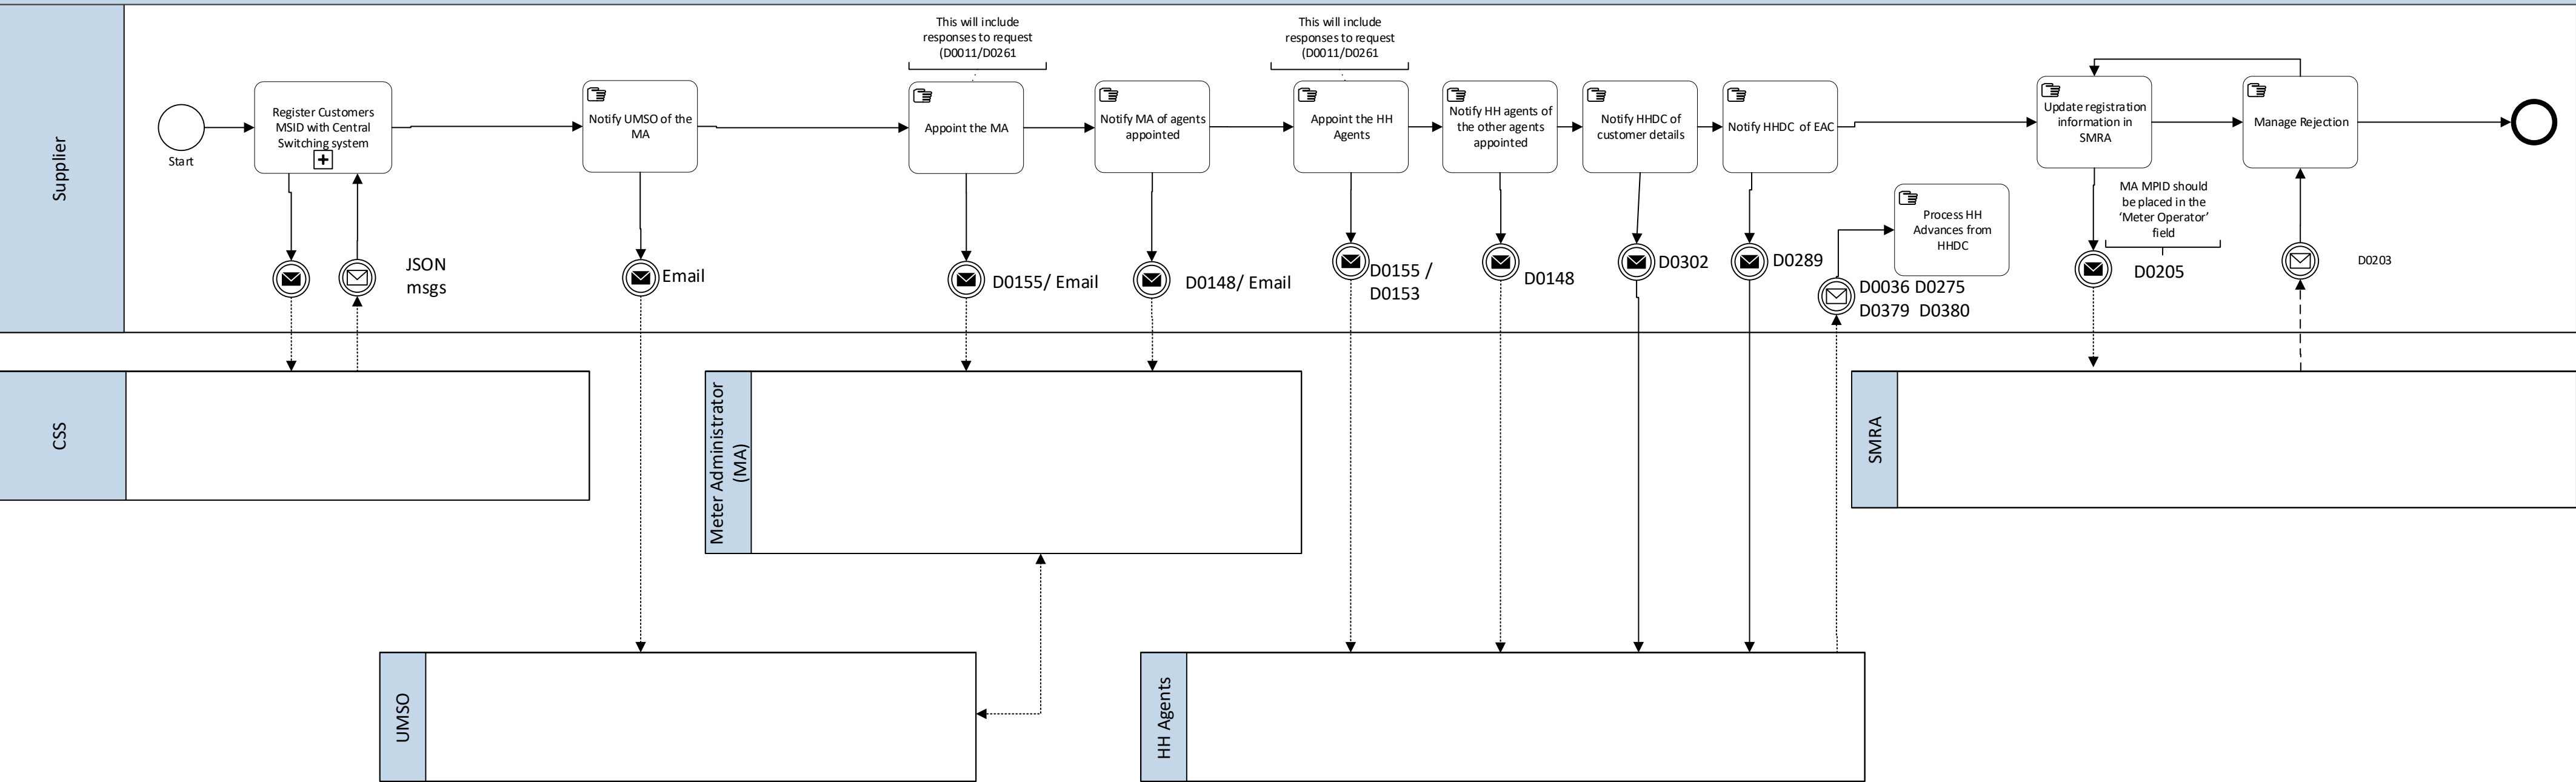 Supplier
Start
Register Customers
MSID with Central
Switching system
JSON
msgs
Notify UMSO of the
MA
Email
This will include
responses to request
(D0011/D0261
Appoint the MA
D0155/ Email
Notify MA of agents
appointed
D0148/ Email
This will include
responses to request
(D0011/D0261
Appoint the HH
Agents
D0155 /
D0153
Notify HH agents of
the other agents
appointed
D0148
Notify HHDC of
customer details
D0302
Notify HHDC of EAC
D0289
Process HH
Advances from
HHDC
D0036 D0275
D0379 D0380
Update registration
information in
SMRA
MA MPID should
be placed in the
‘Meter Operator’
field
D0205
Manage Rejection
D0203
CSS
Meter Administrator
(MA)
SMRA
UMSO
HH Agents